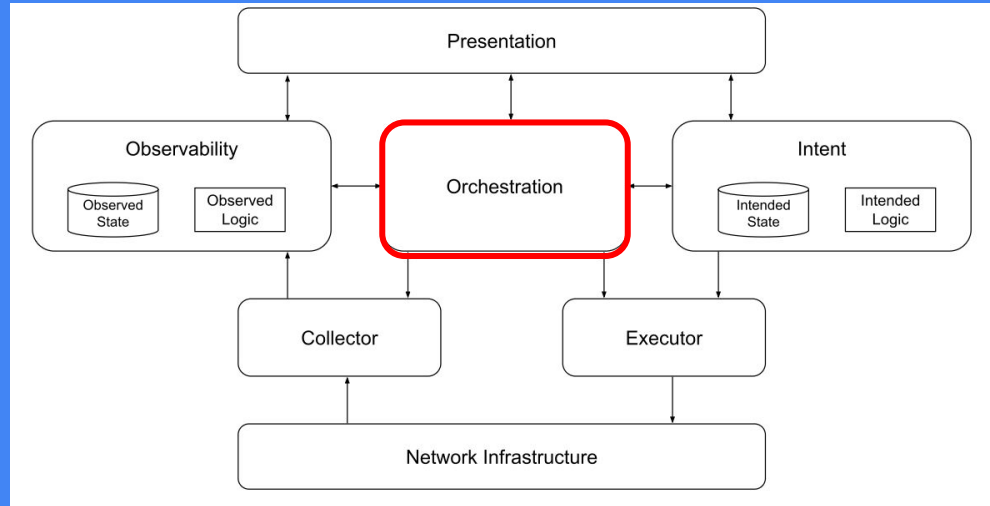 Presentation
Observability
Observed
State
Observed
Logic
Orchestration
Intent
Intended
State
Intended
Logic
Collector
Executor
Network Infrastructure